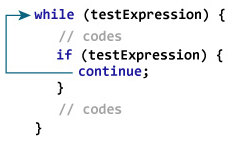 while (testExpression) {
// codes
if (testExpression) {
continue;
}
// codes
}